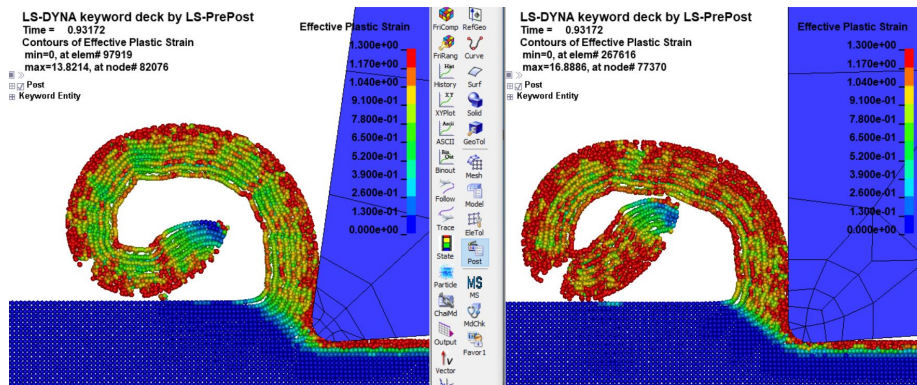 LS-DYNA keyword deck by LS-PrePost
Time = 0.93172
Contours of Effective Plastic Strain
min=0, at elem# 97919
max=13.8214, at node# 82076
Post
Keyword Entity
Effective Plastic Strain
1.300e+00
1.170e+00
1.040e+00
9.100e-01
7.800e-01
6.500e-01
5.200e-01
3.900e-01
2.600e-01
1.300e-01
0.000e+00
FriComp
RefGeo
FriRang
Curve
History
Surf
XYPlot
Solid
ASCII
GeoTol
Binout
Mesh
Follow
Model
Trace
EleTol
State
Post
Particle
MS
MS
ChaiMd
MdChk
Output
Favor1
Vector
LS-DYNA keyword deck by LS-PrePost
Time = 0.93172
Contours of Effective Plastic Strain
min=0, at elem# 267616
max=16.8886, at node# 77370
Post
Keyword Entity
Effective Plastic Strain
1.300e+00
1.170e+00
1.040e+00
9.100e-01
7.800e-01
6.500e-01
5.200e-01
3.900e-01
2.600e-01
1.300e-01
0.000e+00